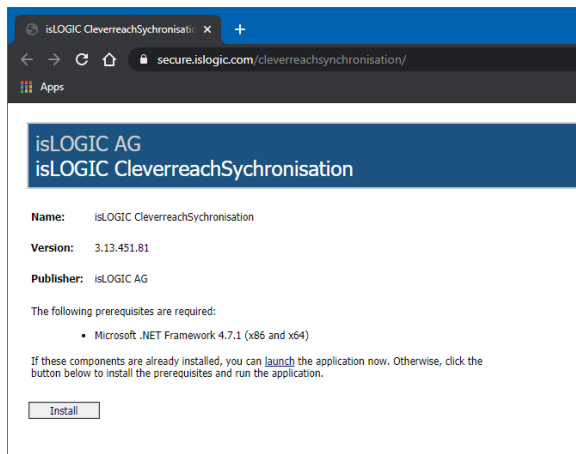 isLOGIC CleverreachSychronisatic
secure.islogic.com/cleverreachsynchronisation/
Apps
isLOGIC AG
isLOGIC CleverreachSychronisation
Name: isLOGIC CleverreachSychronisation
Version: 3.13.451.81
Publisher: isLOGIC AG
The following prerequisites are required:
• Microsoft .NET Framework 4.7.1 (x86 and x64)
If these components are already installed, you can launch the application now. Otherwise, click the
button below to install the prerequisites and run the application.
Install